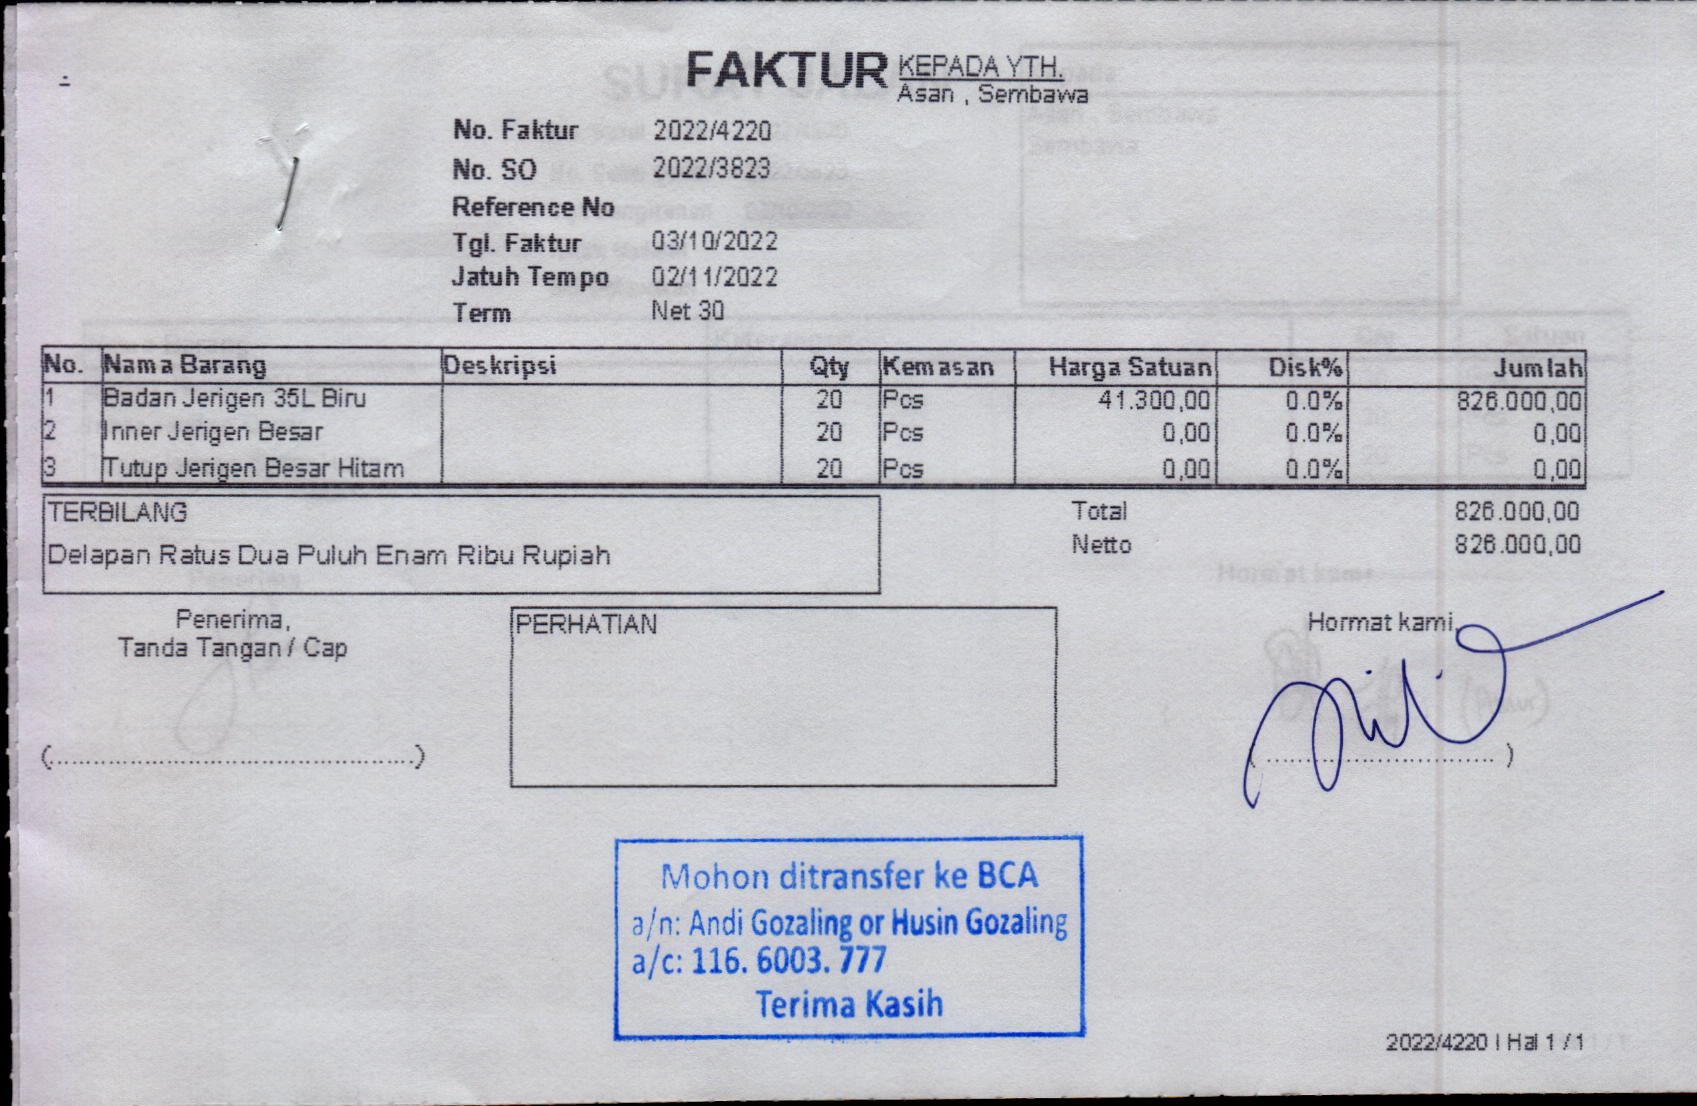 FAKTUR
KEPADA YTH.
Asan , Sembawa
No. Faktur 2022/4220
No. SO 2022/3823
Reference No
Tgl. Faktur 03/10/2022
Jatuh Tempo 02/11/2022
Term Net 30
No. Nama Barang Deskripsi Qty Kemasan Harga Satuan Disk% Jumlah
1 Badan Jerigen 35L Biru 20 Pcs 41.300,00 0.0% 826.000,00
2 Inner Jerigen Besar 20 Pcs 0,00 0.0% 0,00
3 Tutup Jerigen Besar Hitam 20 Pcs 0,00 0.0% 0,00
TERBILANG
Delapan Ratus Dua Puluh Enam Ribu Rupiah
Total 826.000,00
Netto 826.000,00
Penerima,
Tanda Tangan / Cap
(............................................)
PERHATIAN
Hormat kami,
(............................)
Mohon ditransfer ke BCA
a/n: Andi Gozaling or Husin Gozaling
a/c: 116. 6003. 777
Terima Kasih
2022/4220 | Hal 1 / 1